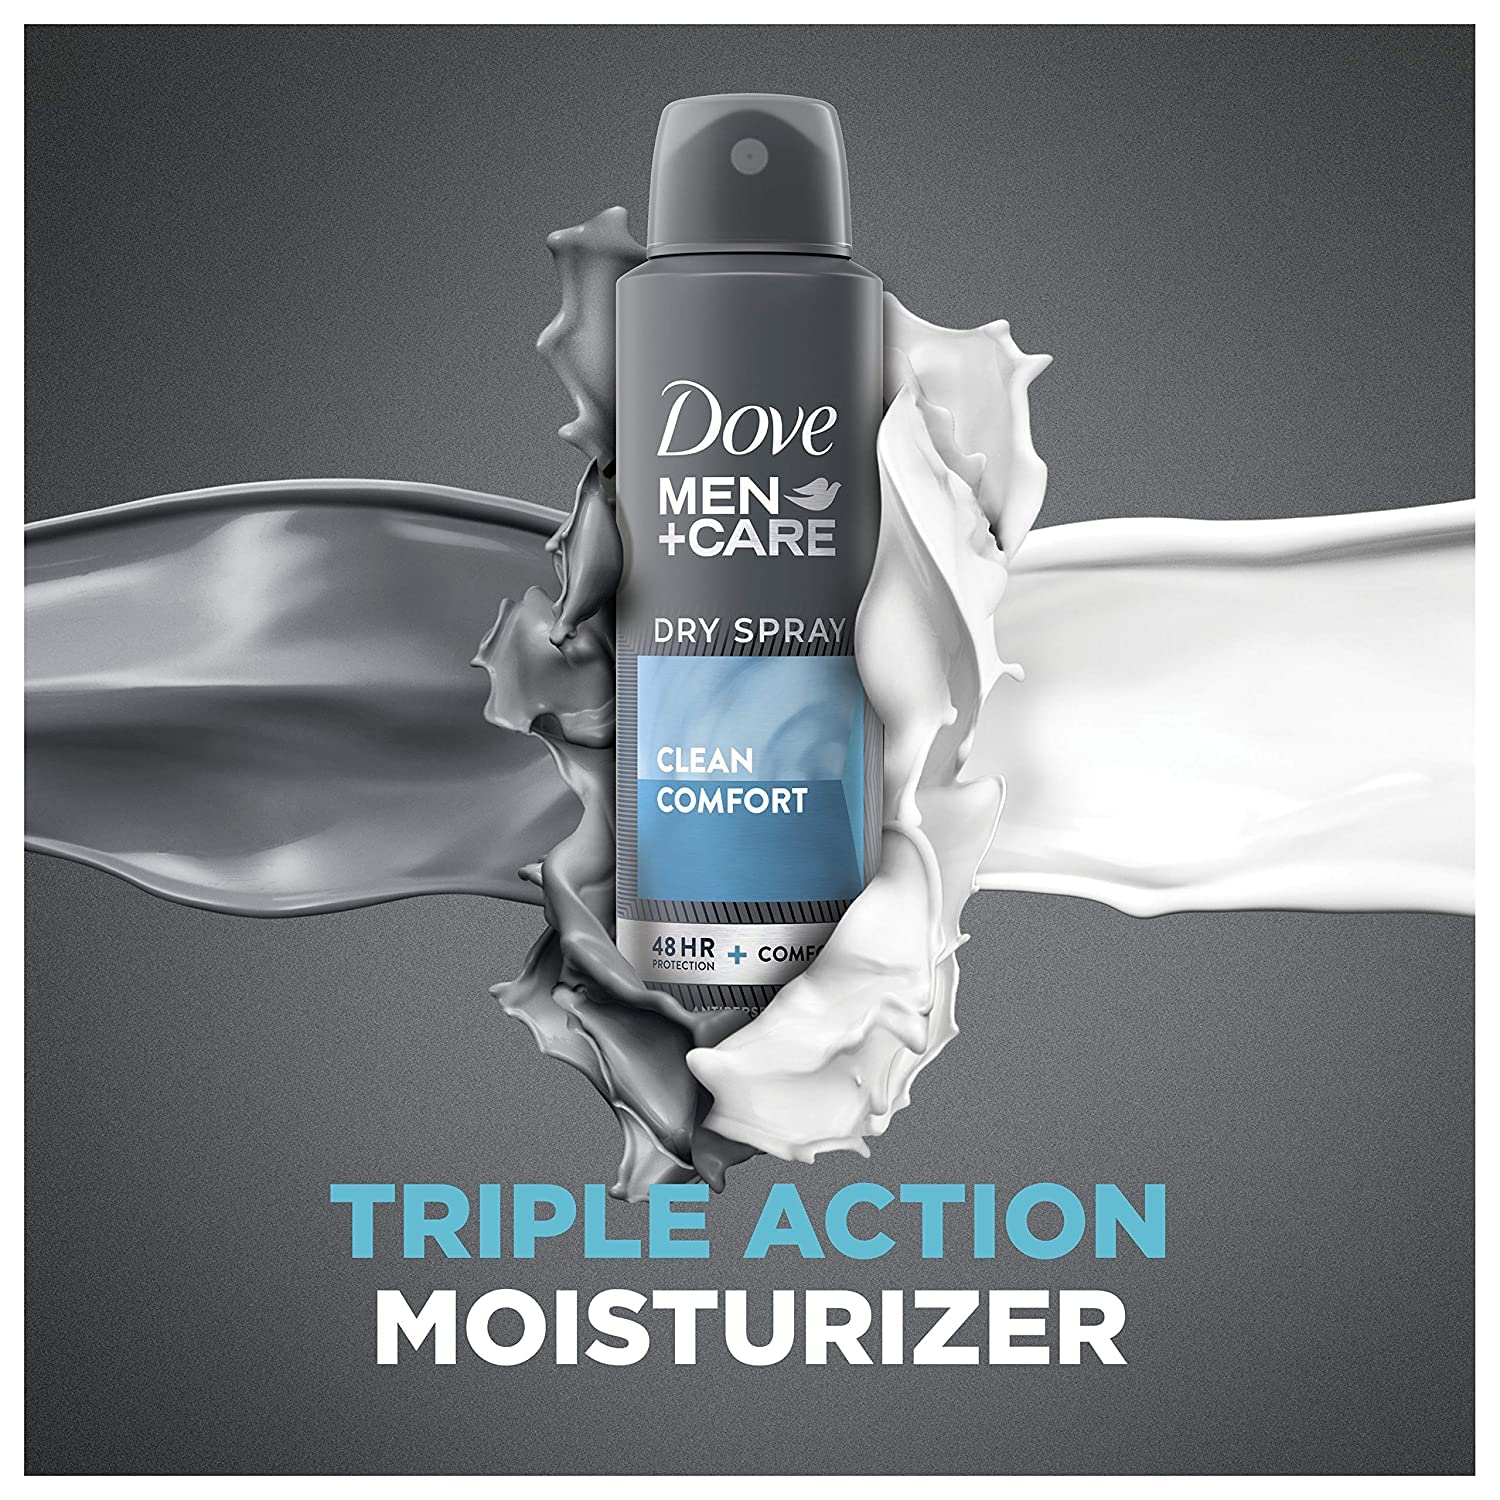 Dove
MEN
+CARE
DRY SPRAY
CLEAN
COMFORT
48 HR
PROTECTION
+
TRIPLE ACTION
MOISTURIZER